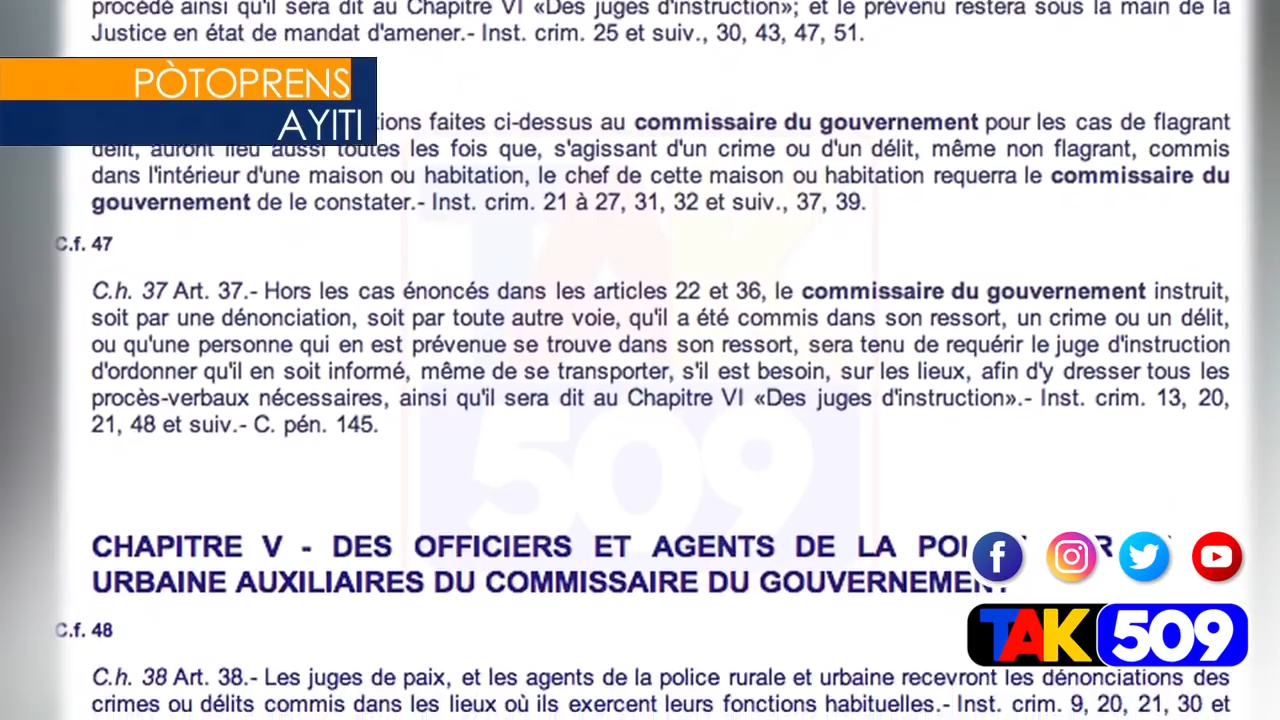 procédé ainsi qu'il sera dit au Chapitre VI «Des juges d'instruction»; et le prévenu restera sous la main de la
Justice en état de mandat d'amener.- Inst. crim. 25 et suiv., 30, 43, 47, 51.
PÒTOPRENS
AYITI
faites ci-dessus au commissaire du gouvernement pour les cas de flagrant
délit, auront lieu aussi toutes les fois que, s'agissant d'un crime ou d'un délit, même non flagrant, commis
dans l'intérieur d'une maison ou habitation, le chef de cette maison ou habitation requerra le commissaire du
gouvernement de le constater.- Inst. crim. 21 à 27, 31, 32 et suiv., 37, 39.
C.f. 47
C.h. 37 Art. 37.- Hors les cas énoncés dans les articles 22 et 36, le commissaire du gouvernement instruit,
soit par une dénonciation, soit par toute autre voie, qu'il a été commis dans son ressort, un crime ou un délit,
ou qu'une personne qui en est prévenue se trouve dans son ressort, sera tenu de requérir le juge d'instruction
d'ordonner qu'il en soit informé, même de se transporter, s'il est besoin, sur les lieux, afin d'y dresser tous les
procès-verbaux nécessaires, ainsi qu'il sera dit au Chapitre VI «Des juges d'instruction».- Inst. crim. 13, 20,
21, 48 et suiv.- C. pén. 145.
TAK
509
CHAPITRE V - DES OFFICIERS ET AGENTS DE LA
URBAINE AUXILIAIRES DU COMMISSAIRE DU GOUVERNEMENT
C.f. 48
TAK 509
C.h. 38 Art. 38.- Les juges de paix, et les agents de la police rurale et urbaine recevront les dénonciations des
crimes ou délits commis dans les lieux où ils exercent leurs fonctions habituelles.- Inst. crim. 9, 20, 21, 30 et